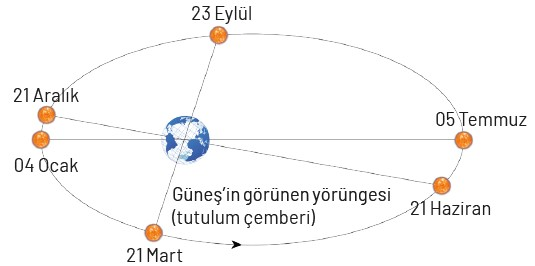 23 Eylül
21 Aralık
05 Temmuz
04 Ocak
Güneş'in görünen yörüngesi
(tutulum çemberi)
21 Haziran
21 Mart